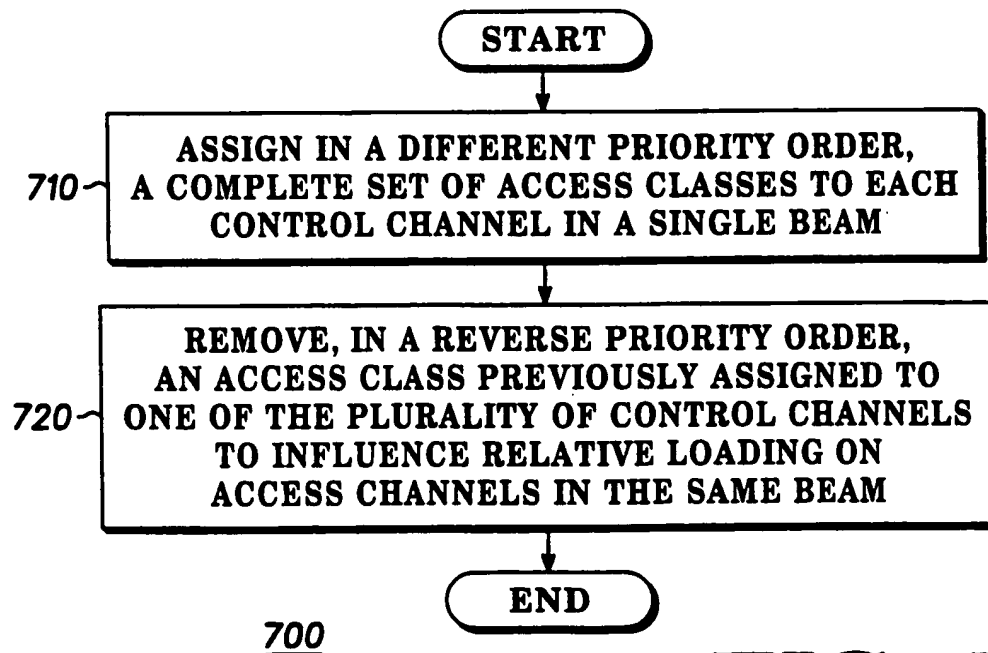 START
710
ASSIGN IN A DIFFERENT PRIORITY ORDER,
A COMPLETE SET OF ACCESS CLASSES TO EACH
CONTROL CHANNEL IN A SINGLE BEAM
720
REMOVE, IN A REVERSE PRIORITY ORDER,
AN ACCESS CLASS PREVIOUSLY ASSIGNED TO
ONE OF THE PLURALITY OF CONTROL CHANNELS
TO INFLUENCE RELATIVE LOADING ON
ACCESS CHANNELS IN THE SAME BEAM
END
700